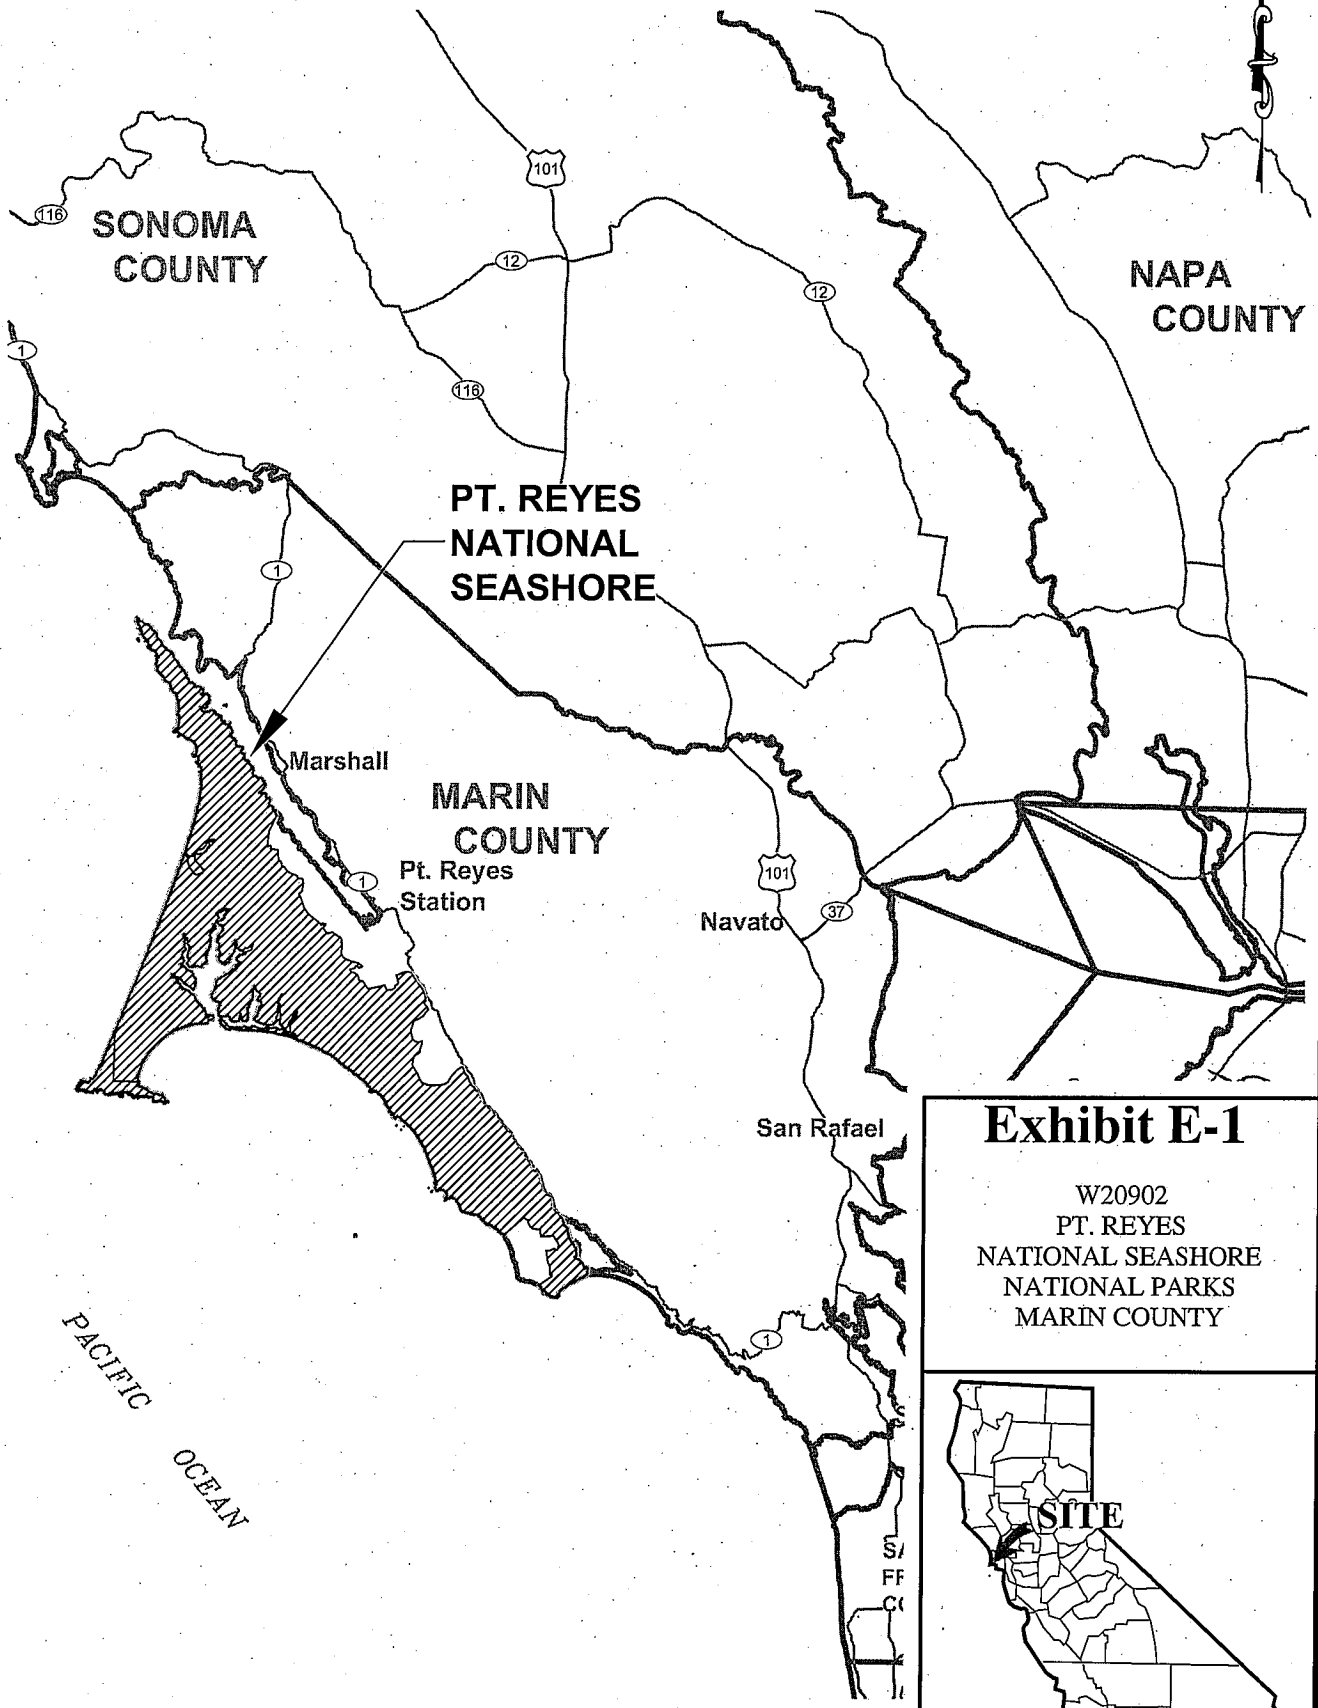 101
116
SONOMA
COUNTY
12
12
NAPA
COUNTY
1
116
PT. REYES
NATIONAL
SEASHORE
1
Marshall
MARIN
COUNTY
1
Pt. Reyes
Station
101
37
Navato
San Rafael
1
PACIFIC
OCEAN
SA
FF
Exhibit E-1
W20902
PT. REYES
NATIONAL SEASHORE
NATIONAL PARKS
MARIN COUNTY
SITE